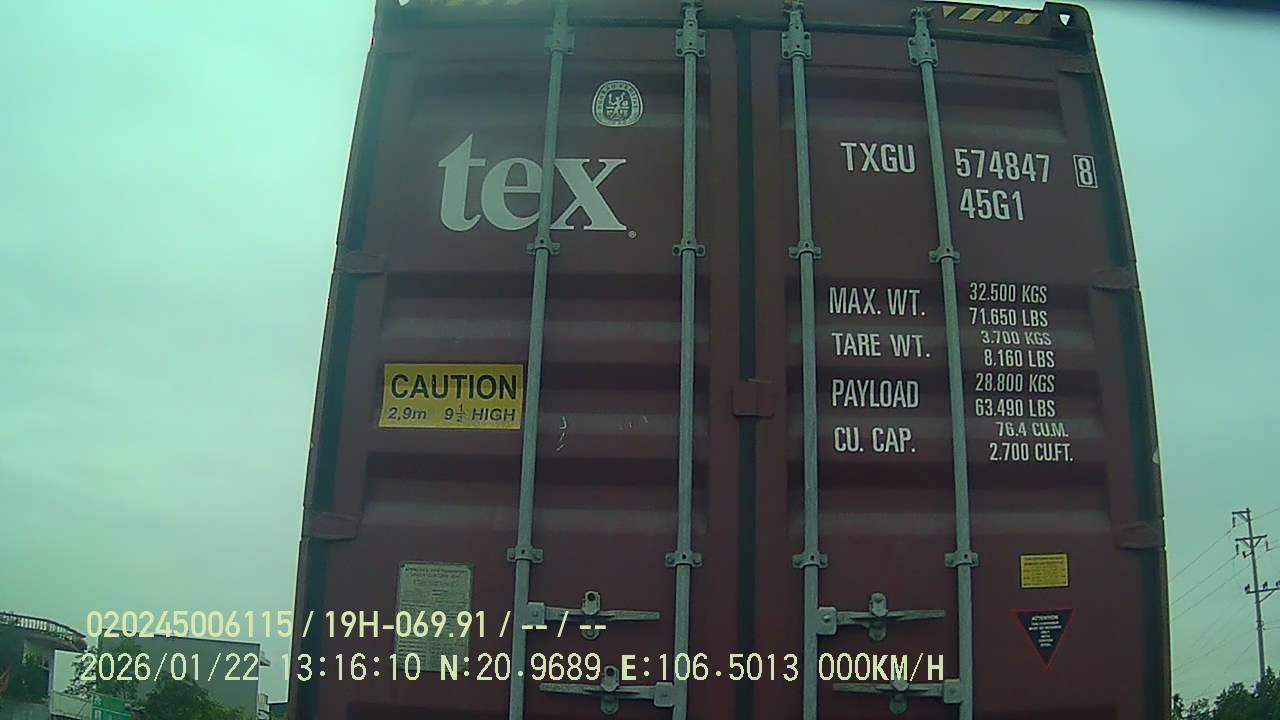 tex
TXGU 574847 8
45G1
MAX. WT. 32.500 KGS
71.650 LBS
TARE WT. 3.700 KGS
8.160 LBS
PAYLOAD 28.800 KGS
63.490 LBS
CU. CAP. 76.4 CU.M.
2.700 CU.FT.
CAUTION
2,9m 9½ HIGH
ATTENTION
020245006115 / 19H-069.91 / -- / --
2026/01/22 13:16:10 N:20.9689 E:106.5013 000KM/H